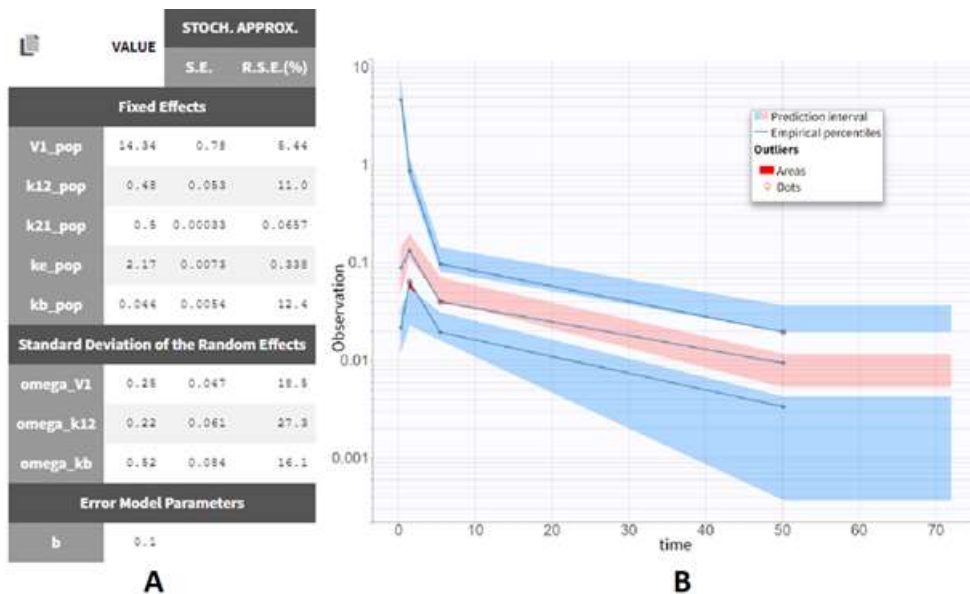 VALUE
STOCH. APPROX.
S.E. R.S.E.(%)
Fixed Effects
V1_pop 14.34 0.78 5.44
k12_pop 0.48 0.053 11.0
k21_pop 0.5 0.00033 0.0657
ke_pop 2.17 0.0073 0.338
kb_pop 0.044 0.0054 12.4
Standard Deviation of the Random Effects
omega_V1 0.25 0.047 18.5
omega_k12 0.22 0.061 27.3
omega_kb 0.52 0.084 16.1
Error Model Parameters
b 0.1
A
Prediction interval
Empirical percentiles
Outliers
Areas
Dots
Observation
10
1
0.1
0.01
0.001
0 10 20 30 40 50 60 70
time
B